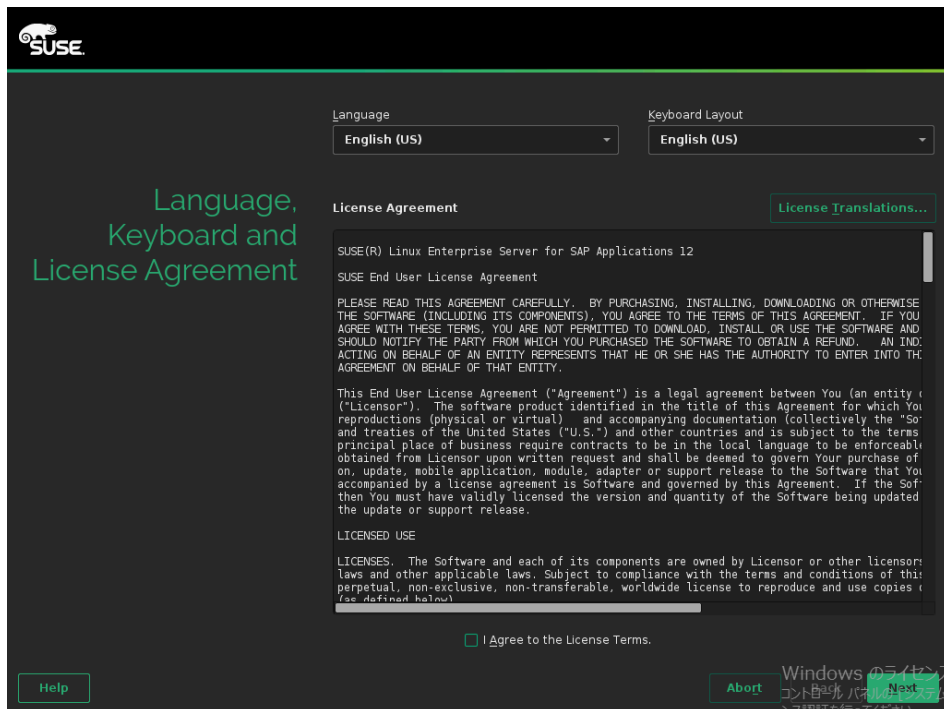 SUSE.
Language
Keyboard Layout
English (US)
English (US)
Language,
Keyboard and
License Agreement
License Agreement
License Translations...
SUSE(R) Linux Enterprise Server for SAP Applications 12
SUSE End User License Agreement
PLEASE READ THIS AGREEMENT CAREFULLY.  BY PURCHASING, INSTALLING, DOWNLOADING OR OTHERWISE
THE SOFTWARE (INCLUDING ITS COMPONENTS), YOU AGREE TO THE TERMS OF THIS AGREEMENT.  IF YOU
AGREE WITH THESE TERMS, YOU ARE NOT PERMITTED TO DOWNLOAD, INSTALL OR USE THE SOFTWARE AND
SHOULD NOTIFY THE PARTY FROM WHICH YOU PURCHASED THE SOFTWARE TO OBTAIN A REFUND.   AN
ACTING ON BEHALF OF AN ENTITY REPRESENTS THAT HE OR SHE HAS THE AUTHORITY TO ENTER INTO
AGREEMENT ON BEHALF OF THAT ENTITY.
This End User License Agreement ("Agreement") is a legal agreement between You (an entity
("Licensor").  The software product identified in the title of this Agreement for which
reproductions (physical or virtual)   and accompanying documentation (collectively the
and treaties of the United States ("U.S.") and other countries and is subject to the terms
principal place of business require contracts to be in the local language to be enforceable
obtained from Licensor upon written request and shall be deemed to govern Your purchase of
on, update, mobile application, module, adapter or support release to the Software that
accompanied by a license agreement is Software and governed by this Agreement.  If the
then You must have validly licensed the version and quantity of the Software being updated
the update or support release.
LICENSED USE
LICENSES.  The Software and each of its components are owned by Licensor or other
laws and other applicable laws. Subject to compliance with the terms and conditions of
perpetual, non-exclusive, non-transferable, worldwide license to reproduce and use copies
(as defined below)
I Agree to the License Terms.
Help
Abort
Back
Next
Windows のライセンス
コントロール パネルの